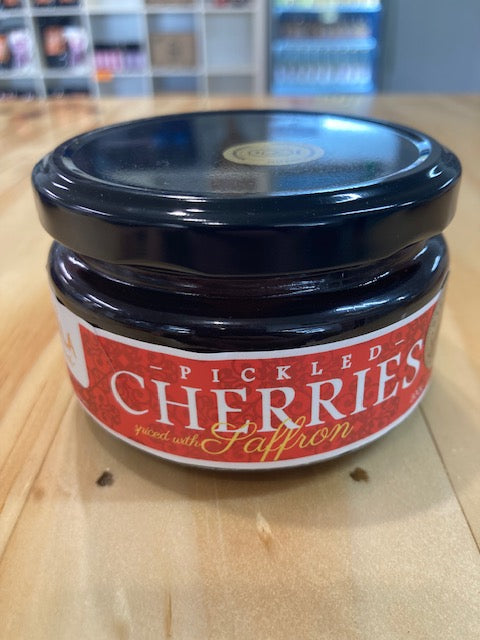 - PICKLED -
CHERRIES
spiced with Saffron